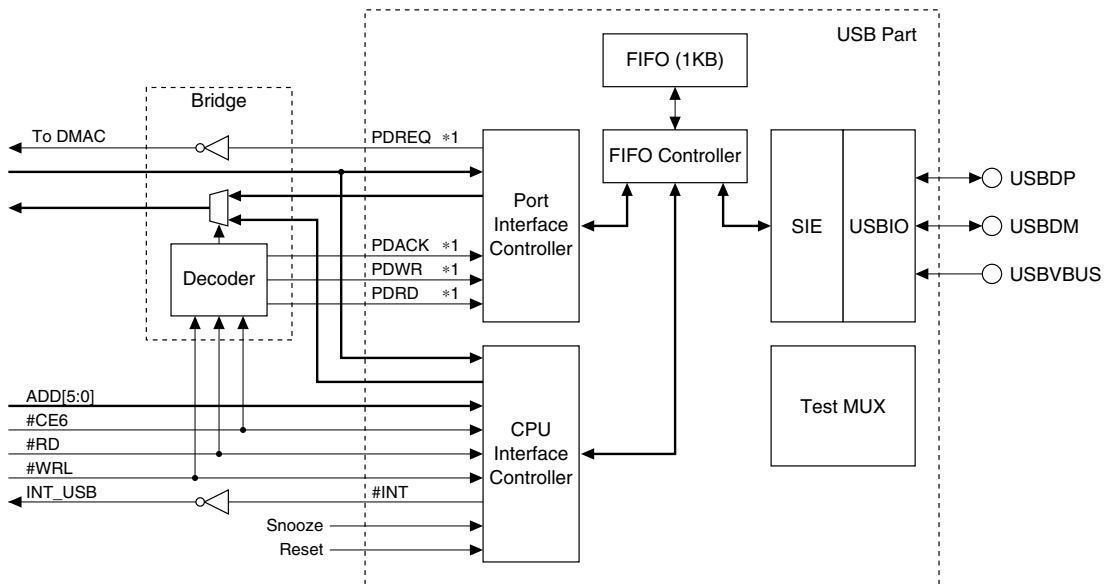 USB Part
FIFO (1KB)
Bridge
To DMAC
PDREQ *1
FIFO Controller
Port
Interface
Controller
SIE
USBIO
USBDP
USBDM
USBVBUS
PDACK *1
PDWR *1
PDRD *1
Decoder
ADD[5:0]
#CE6
#RD
#WRL
INT_USB
#INT
CPU
Interface
Controller
Test MUX
Snooze
Reset